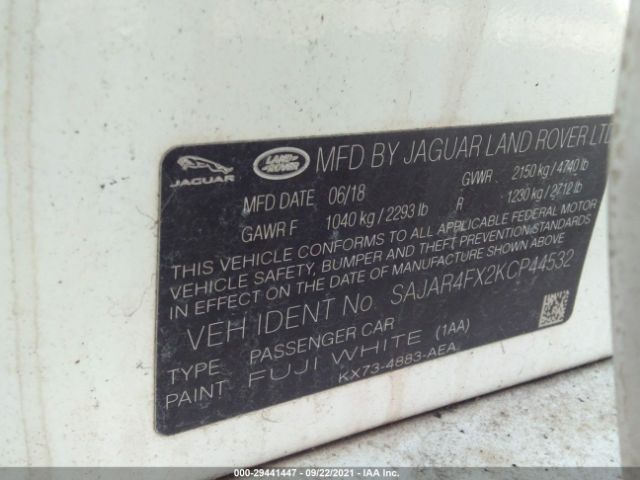 JAGUAR LAND ROVER MFD BY JAGUAR LAND ROVER LTD
MFD DATE 06/18 GVWR 2150 kg / 4740 lb
GAWR F 1040 kg / 2293 lb R 1230 kg / 2712 lb
THIS VEHICLE CONFORMS TO ALL APPLICABLE FEDERAL MOTOR
VEHICLE SAFETY, BUMPER AND THEFT PREVENTION STANDARDS
IN EFFECT ON THE DATE OF MANUFACTURE SHOWN ABOVE
VEH IDENT No. SAJAR4FX2KCP44532
TYPE PASSENGER CAR
PAINT FUJI WHITE (1AA)
KX73-4883-AEA
000-29441447 - 09/22/2021 - IAA Inc.